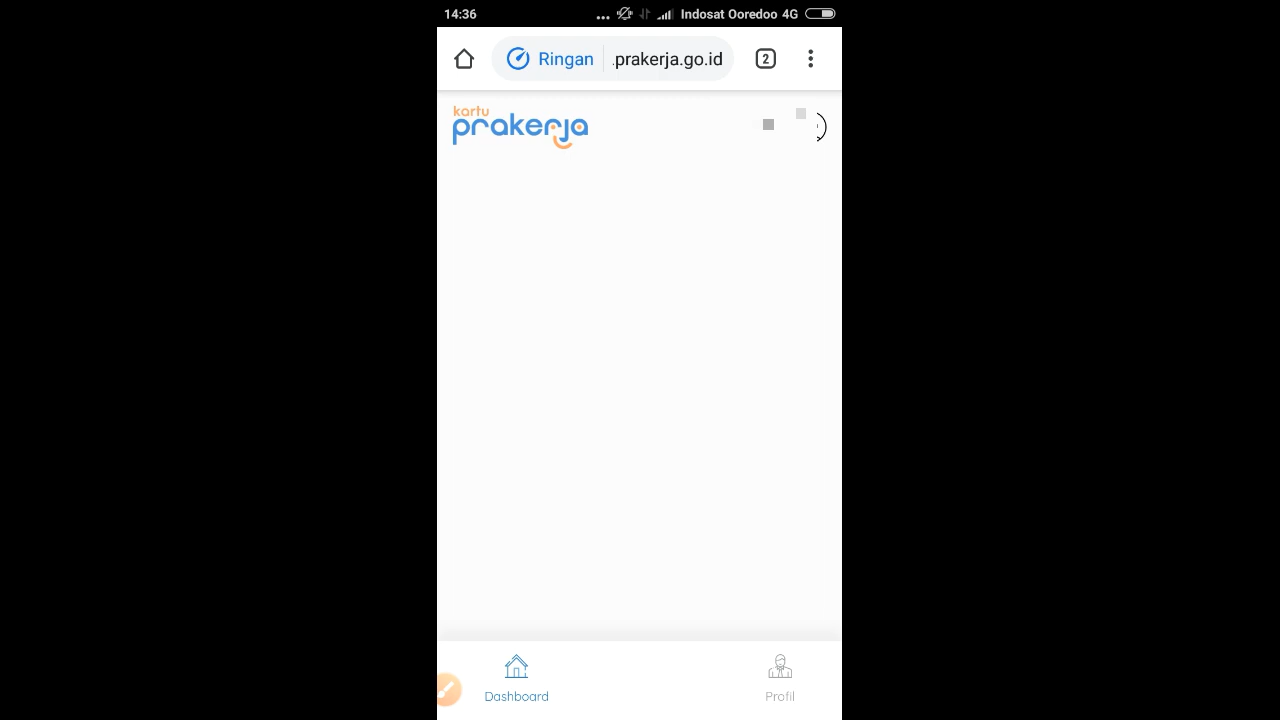 14:36
Indosat Ooredoo 4G
Ringan
.prakerja.go.id
2
kartu
prakerja
Dashboard
Profil